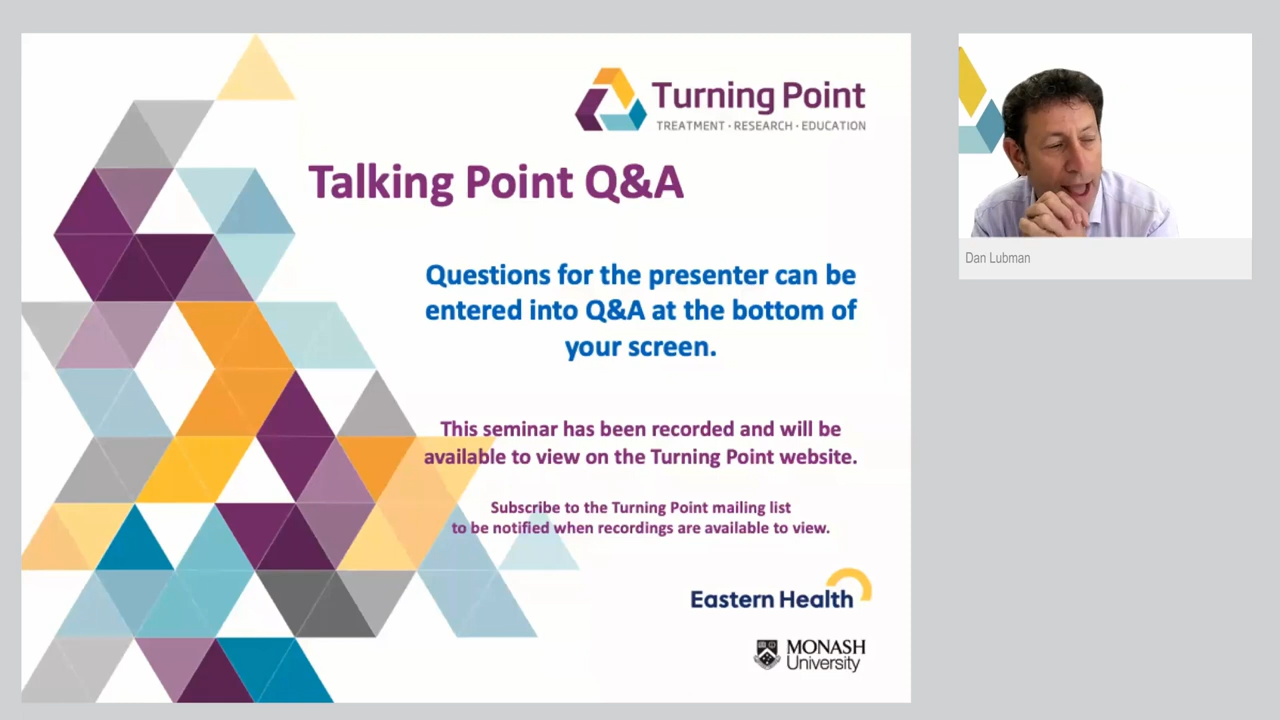 Turning Point
TREATMENT · RESEARCH · EDUCATION
Talking Point Q&A
Questions for the presenter can be
entered into Q&A at the bottom of
your screen.
This seminar has been recorded and will be
available to view on the Turning Point website.
Subscribe to the Turning Point mailing list
to be notified when recordings are available to view.
Eastern Health
MONASH
University
Dan Lubman